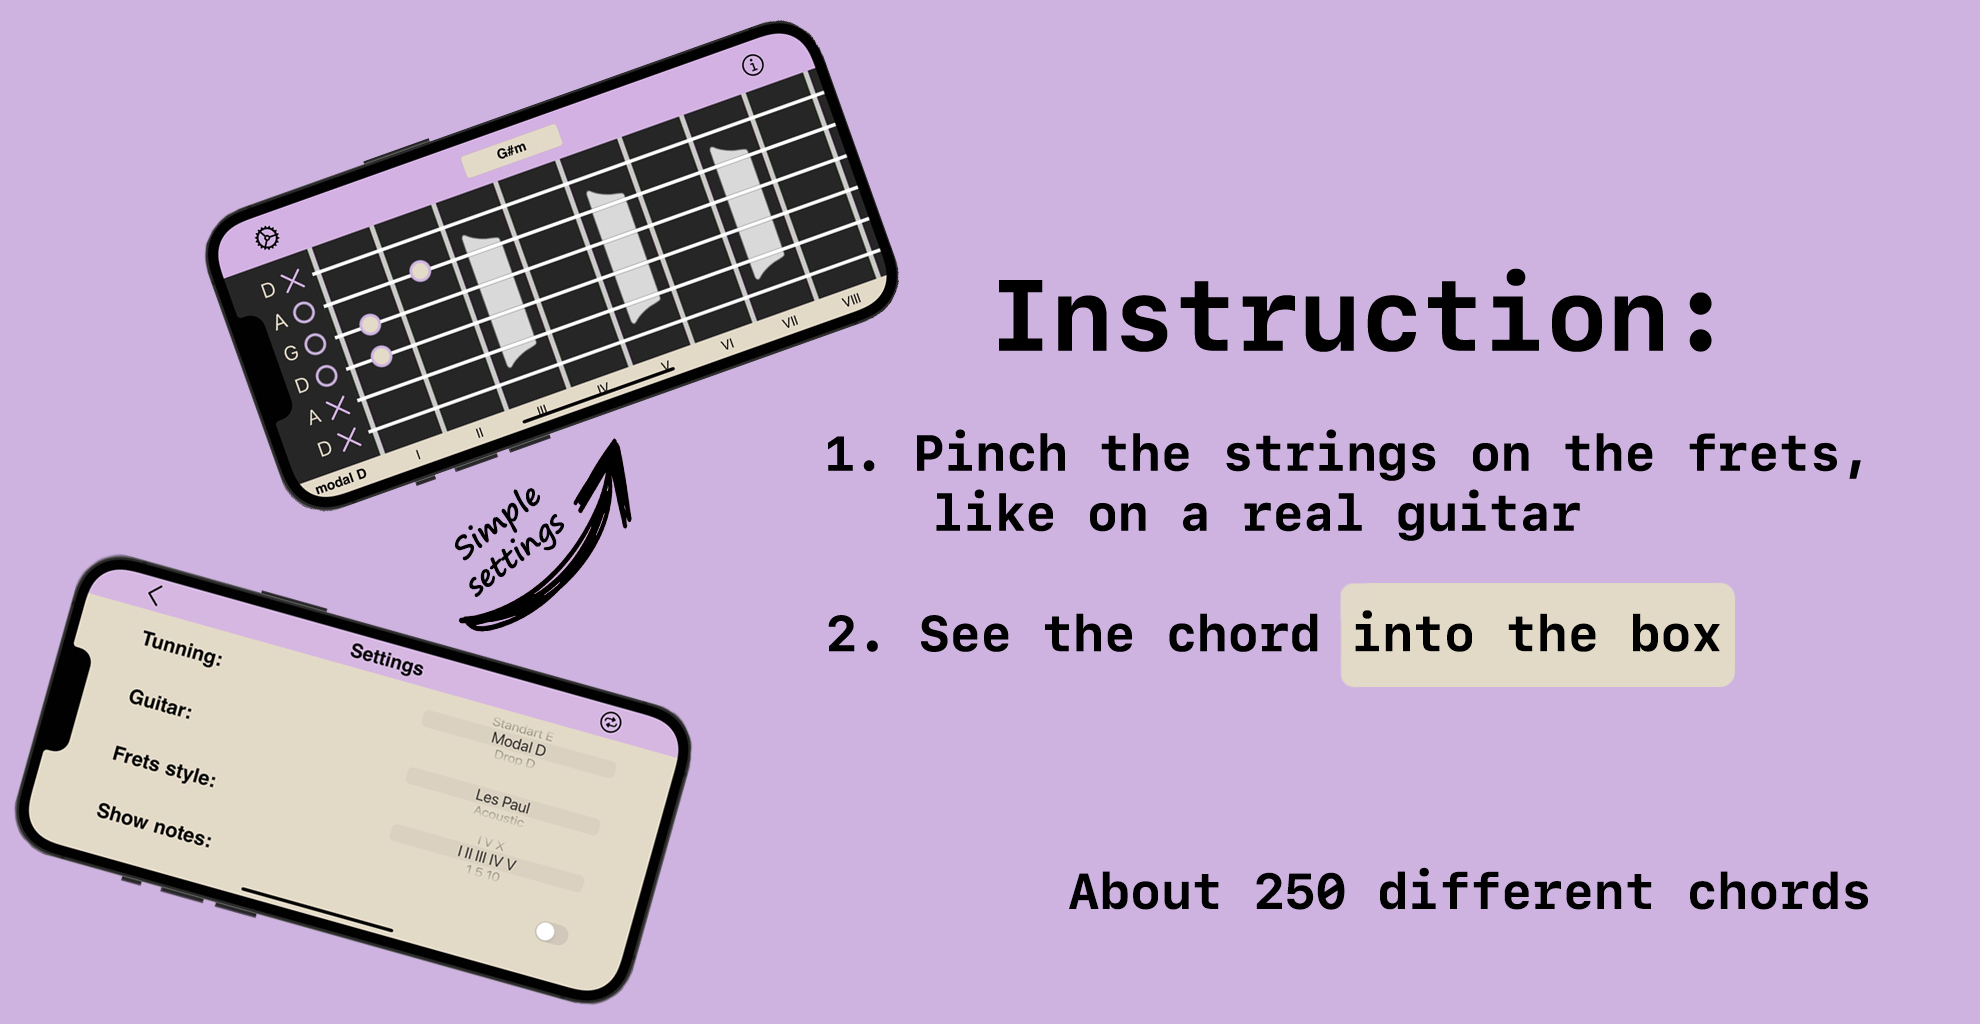 G#m
D
A
G
D
A
D
modal D
I
II
III
IV
V
VI
VII
VIII
Simple
settings
Settings
Tunning:
Standart E
Modal D
Drop D
Guitar:
Les Paul
Acoustic
Frets style:
I V X
I II III IV V
1 5 10
Show notes:
Instruction:
1. Pinch the strings on the frets,
like on a real guitar
2. See the chord into the box
About 250 different chords